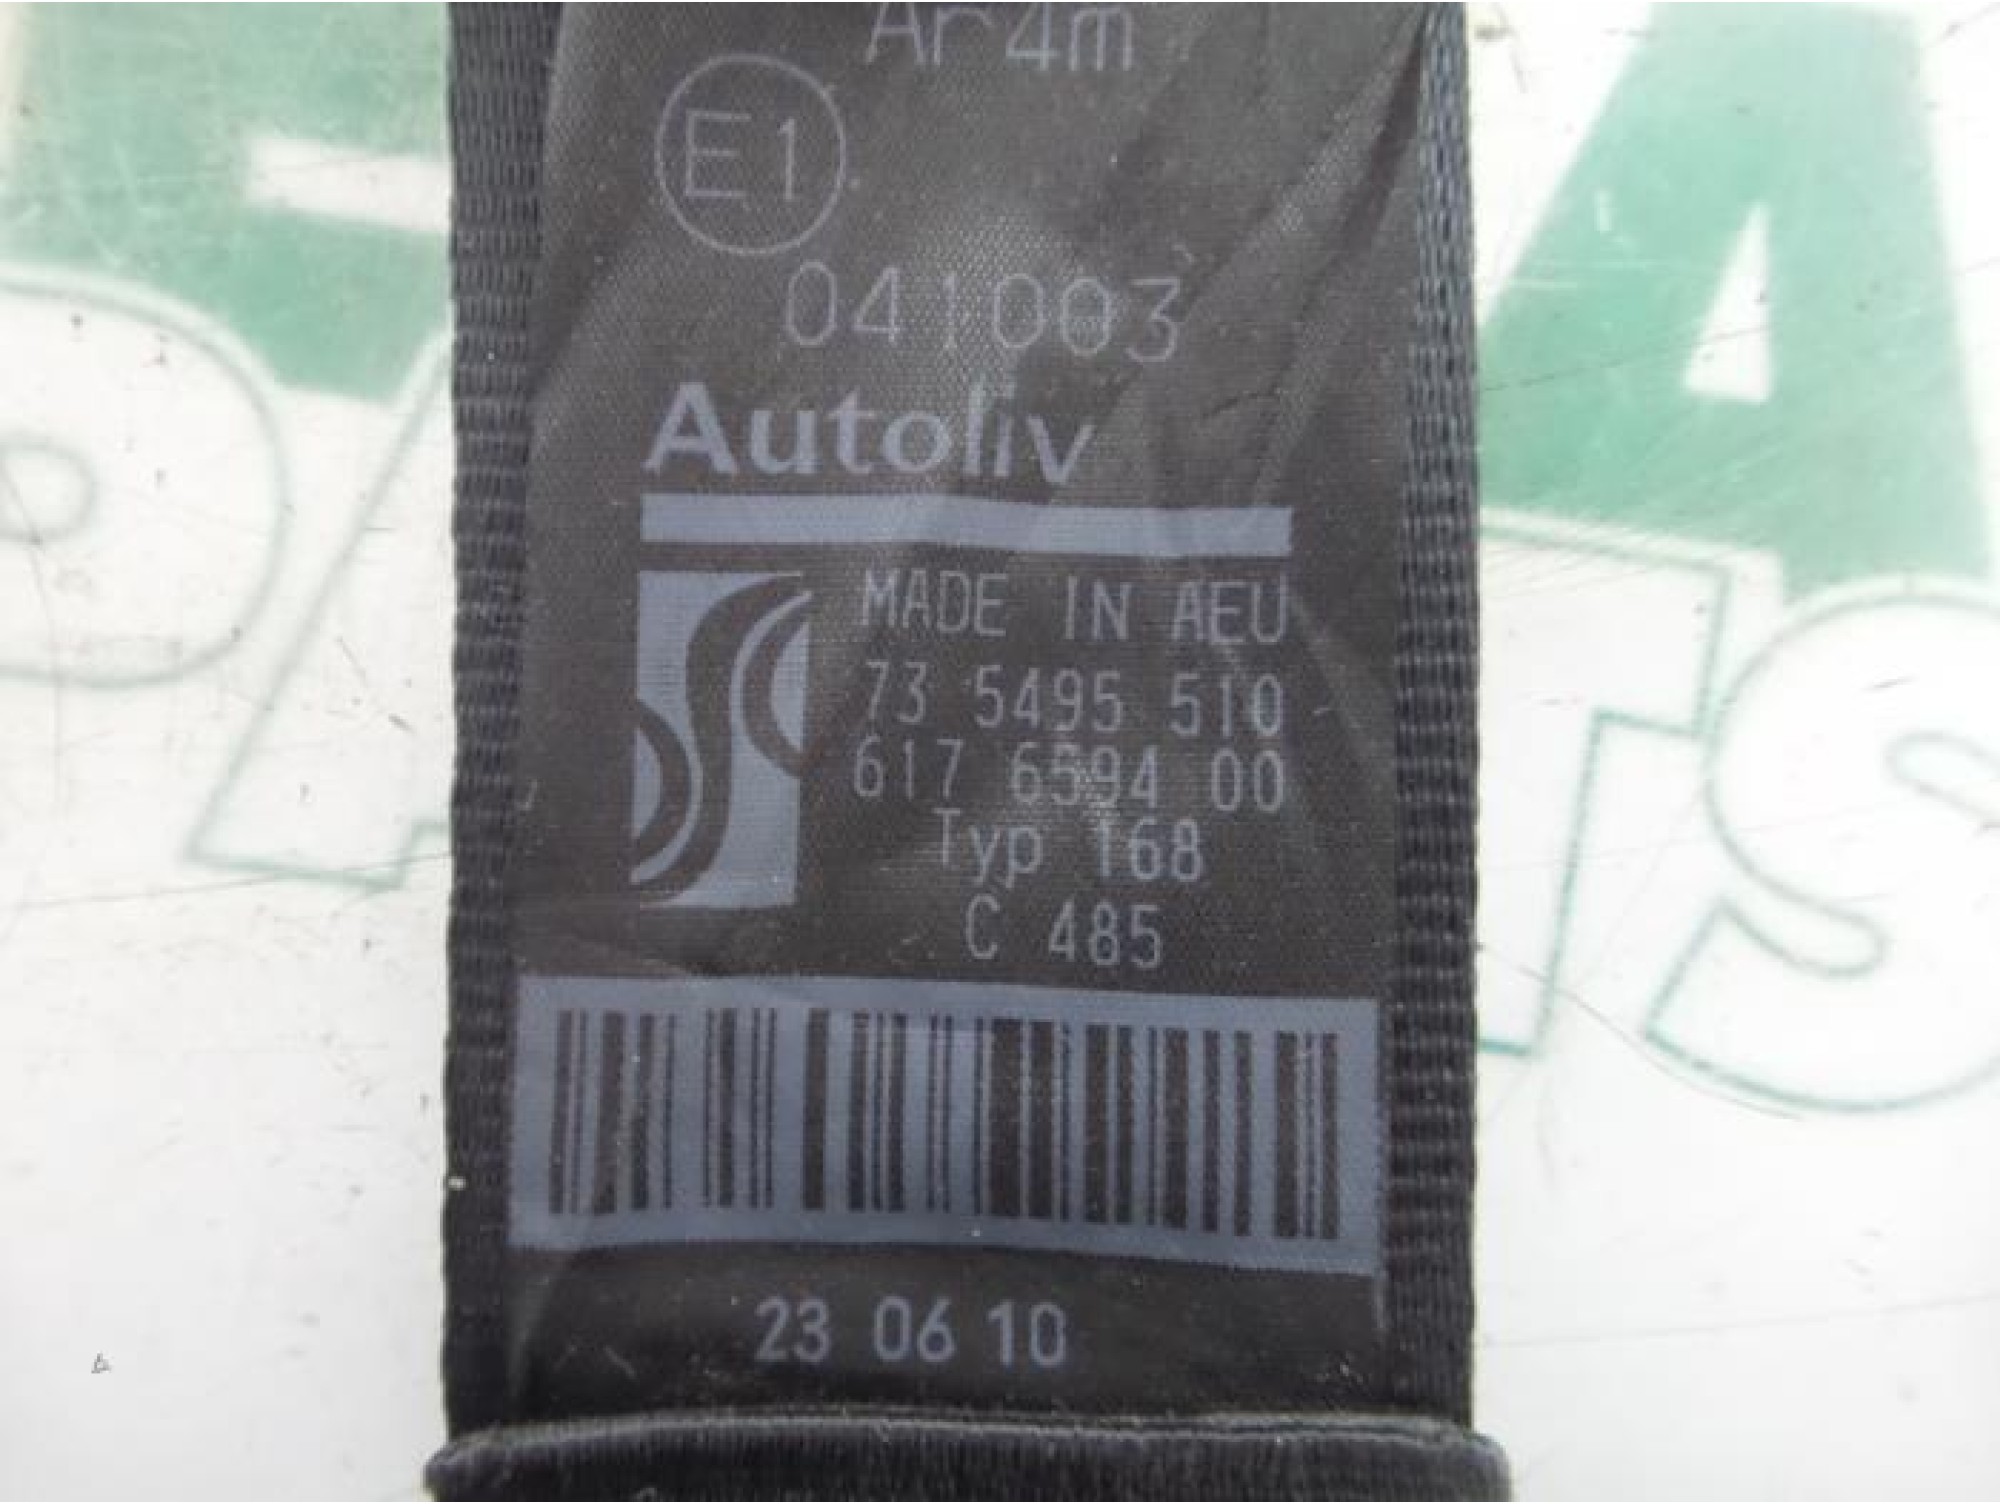 Ar4m
E1
041003
Autoliv
MADE IN AEU
73 5495 510
617 6594 00
Typ 168
C 485
23 06 10